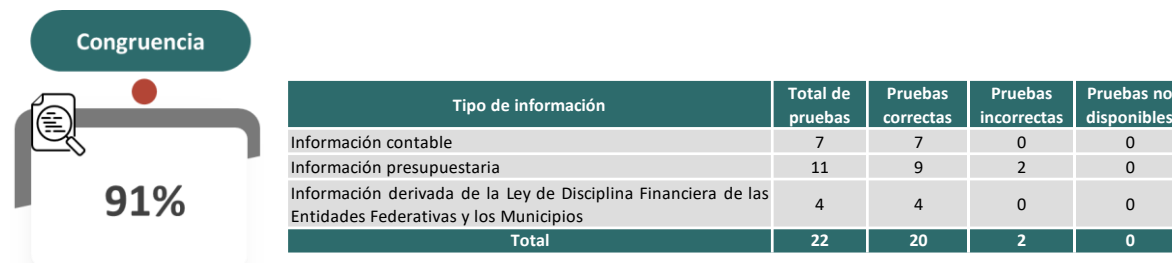 Congruencia
91%
Tipo de información
Total de
pruebas
Pruebas
correctas
Pruebas
incorrectas
Pruebas no
disponibles
Información contable 7 7 0 0
Información presupuestaria 11 9 2 0
Información derivada de la Ley de Disciplina Financiera de las
Entidades Federativas y los Municipios 4 4 0 0
Total 22 20 2 0